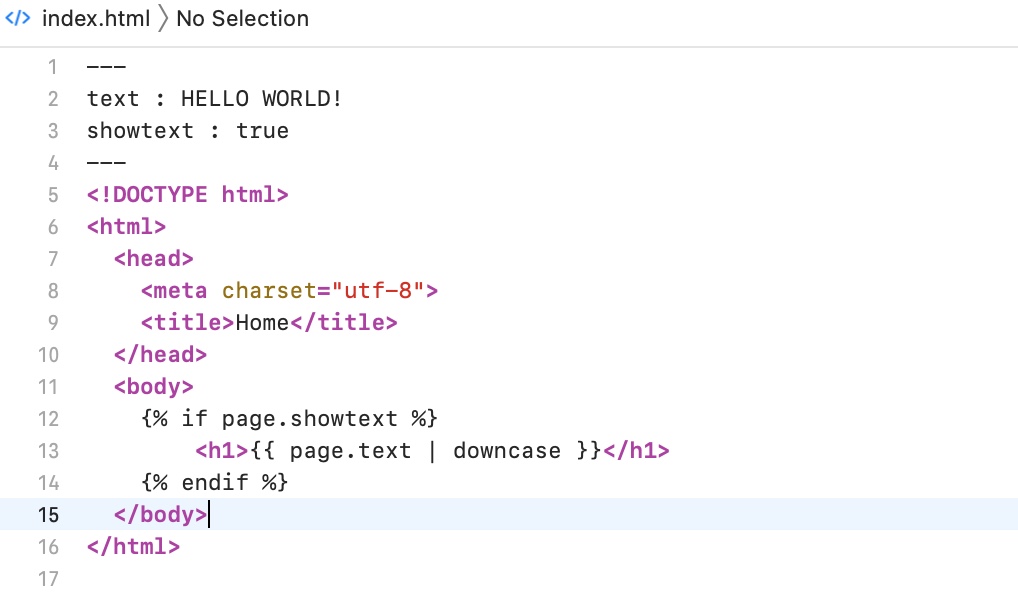 </> index.html 〉 No Selection
1 ---
2 text : HELLO WORLD!
3 showtext : true
4 ---
5 <!DOCTYPE html>
6 <html>
7   <head>
8     <meta charset="utf-8">
9     <title>Home</title>
10   </head>
11   <body>
12     {% if page.showtext %}
13         <h1>{{ page.text | downcase }}</h1>
14     {% endif %}
15   </body>
16 </html>
17